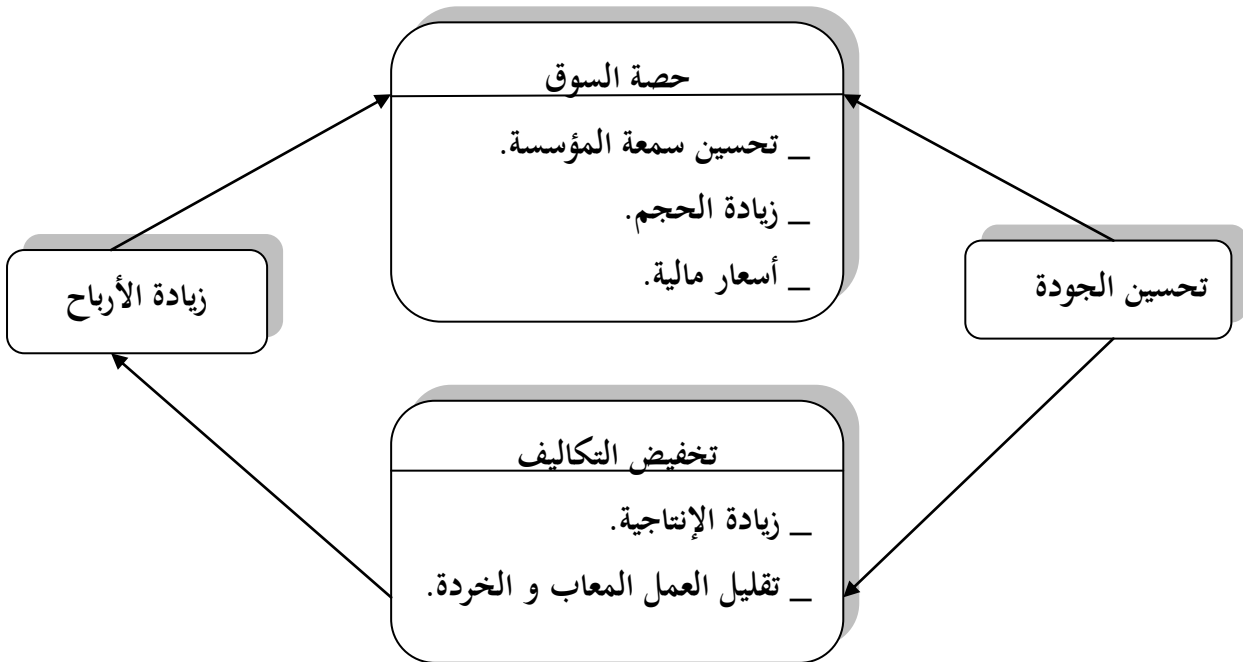 حصة السوق
_ تحسين سمعة المؤسسة.
_ زيادة الحجم.
_ أسعار مالية.
تحسين الجودة
زيادة الأرباح
تخفيض التكاليف
_ زيادة الإنتاجية.
_ تقليل العمل المعاب و الخردة.